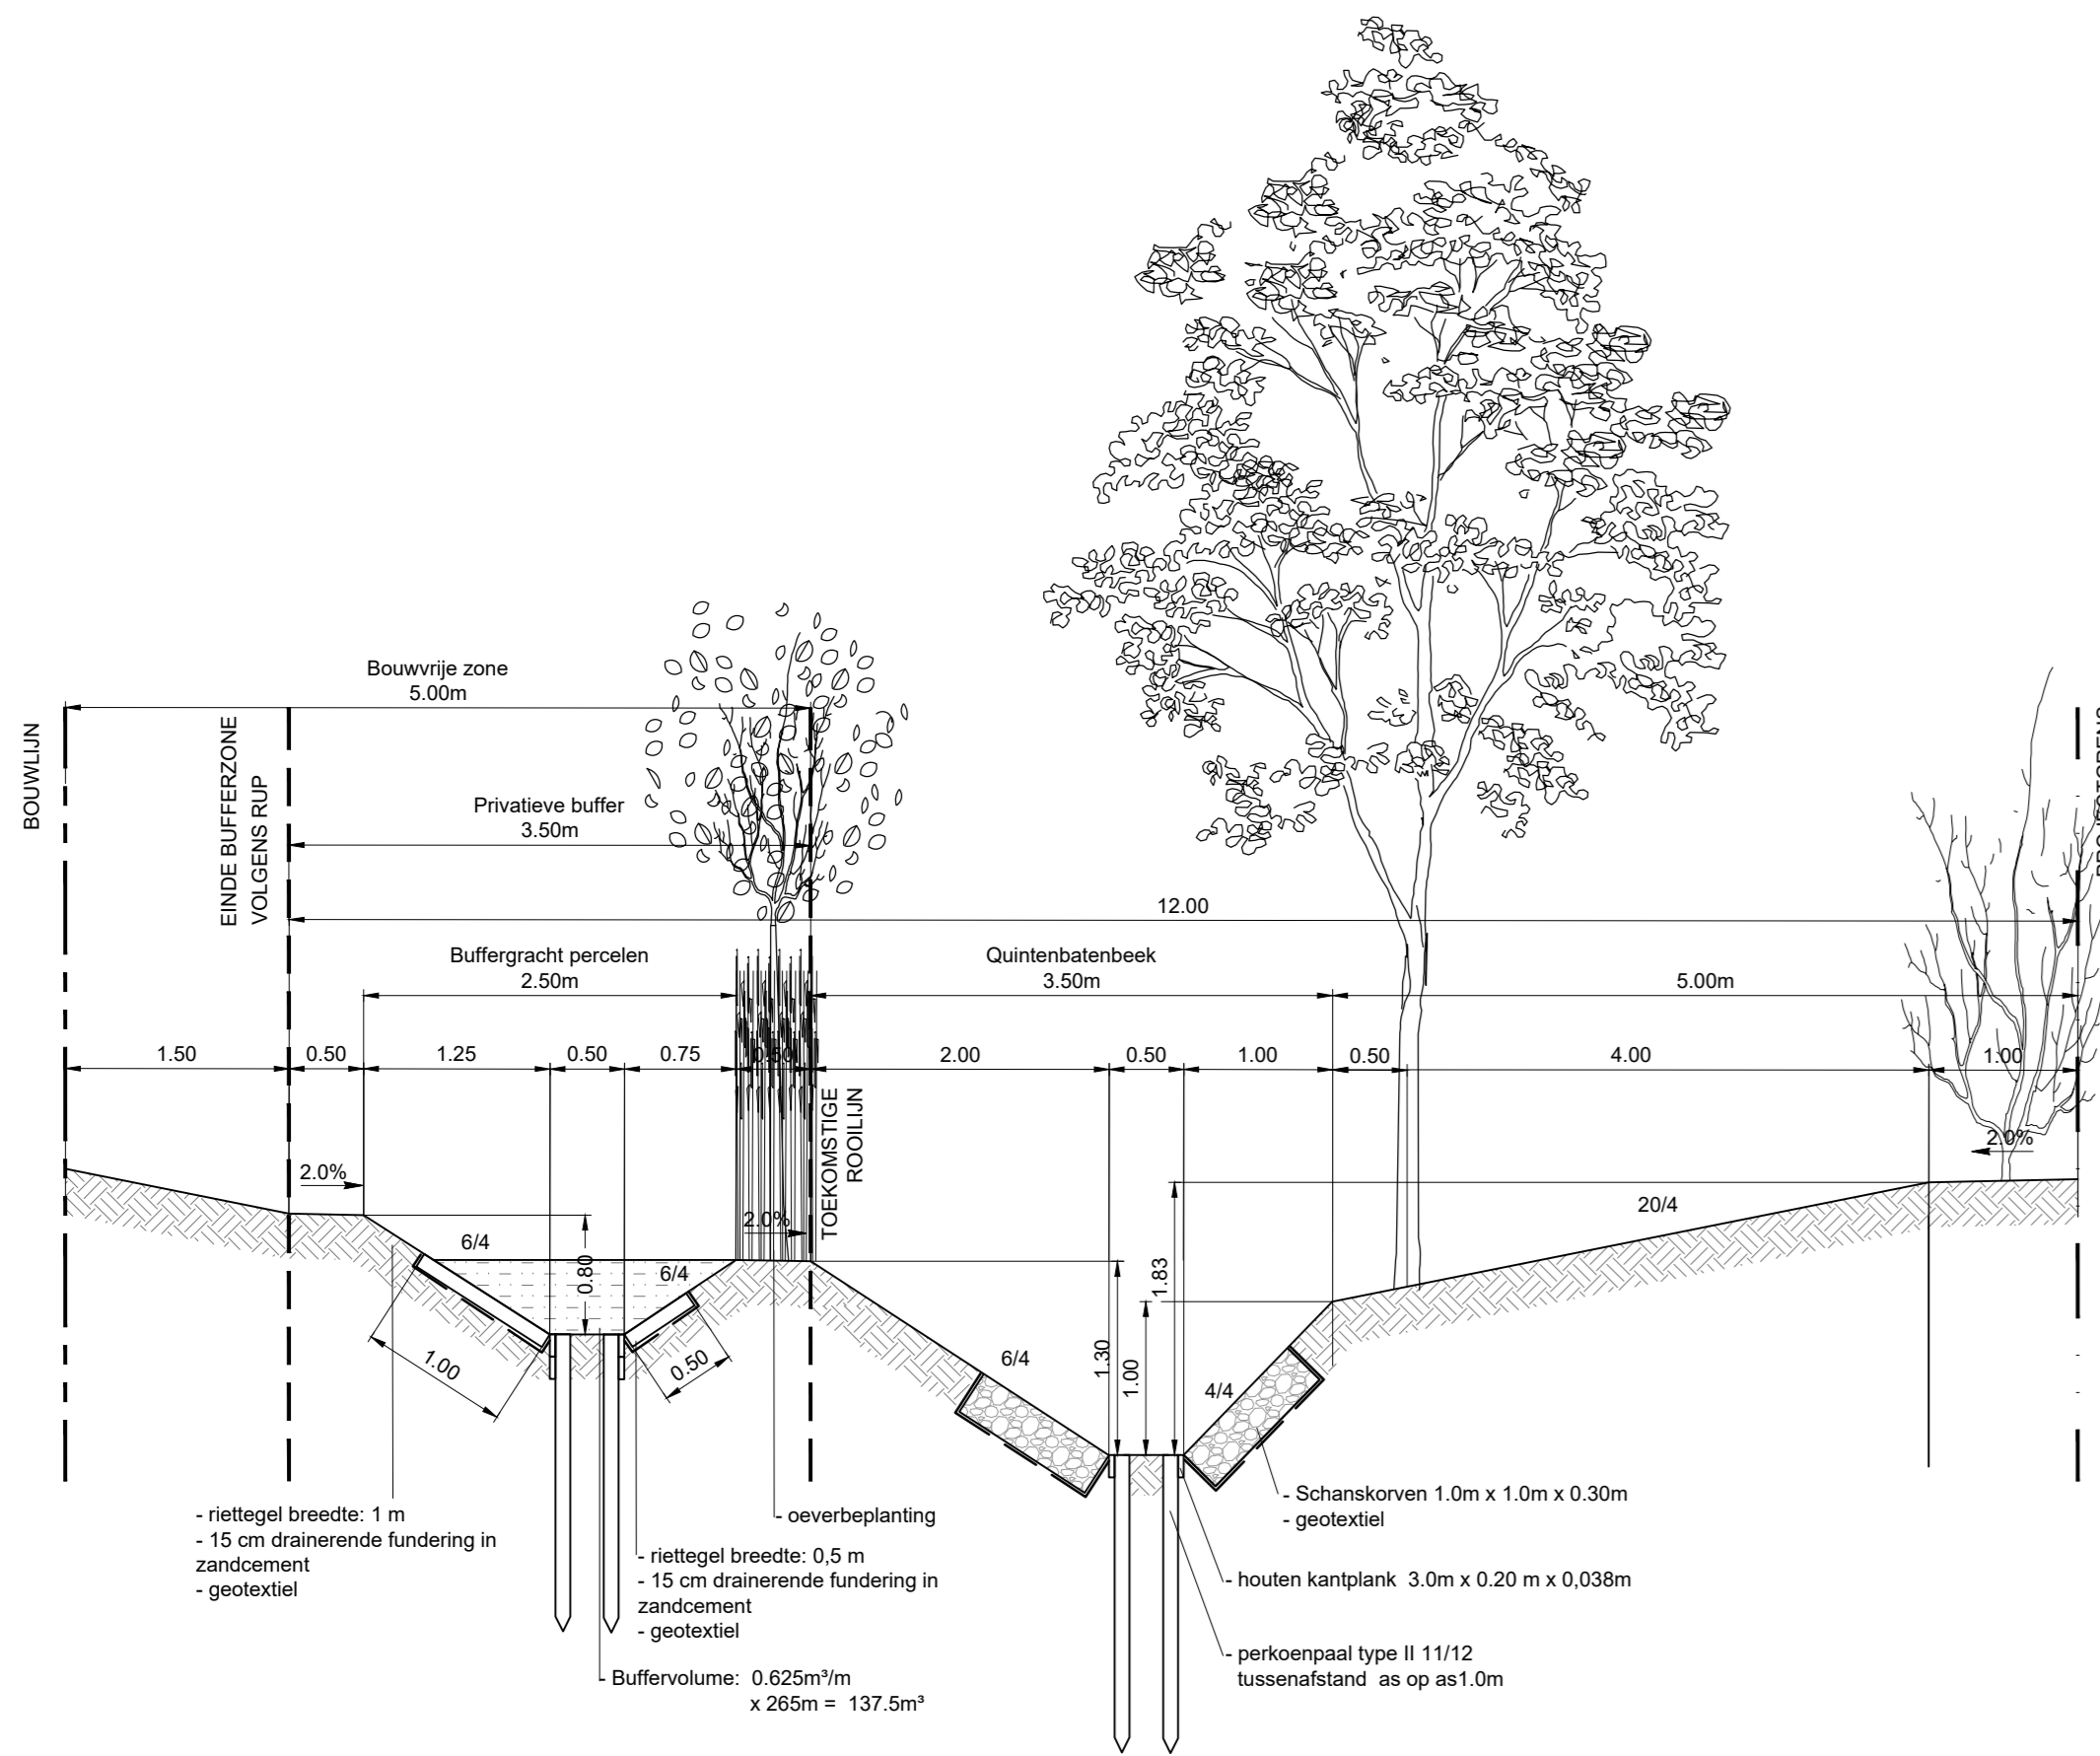 Bouwvrije zone
5.00m
BOUWLIJN
EINDE BUFFERZONE
VOLGENS RUP
Privatieve buffer
3.50m
12.00
Buffergracht percelen
2.50m
Quintenbatenbeek
3.50m
5.00m
1.50
0.50
1.25
0.50
0.75
0.50
2.00
0.50
1.00
0.50
4.00
1.00
TOEKOMSTIGE
ROOILIJN
2.0%
2.0%
2.0%
6/4
0.80
6/4
1.00
0.50
6/4
1.30
1.00
1.83
4/4
20/4
- riettegel breedte: 1 m
- 15 cm drainerende fundering in
zandcement
- geotextiel
- oeverbeplanting
- riettegel breedte: 0,5 m
- 15 cm drainerende fundering in
zandcement
- geotextiel
- Buffervolume: 0.625m³/m
x 265m = 137.5m³
- Schanskorven 1.0m x 1.0m x 0.30m
- geotextiel
- houten kantplank 3.0m x 0.20 m x 0,038m
- perkoenpaal type II 11/12
tussenafstand as op as1.0m